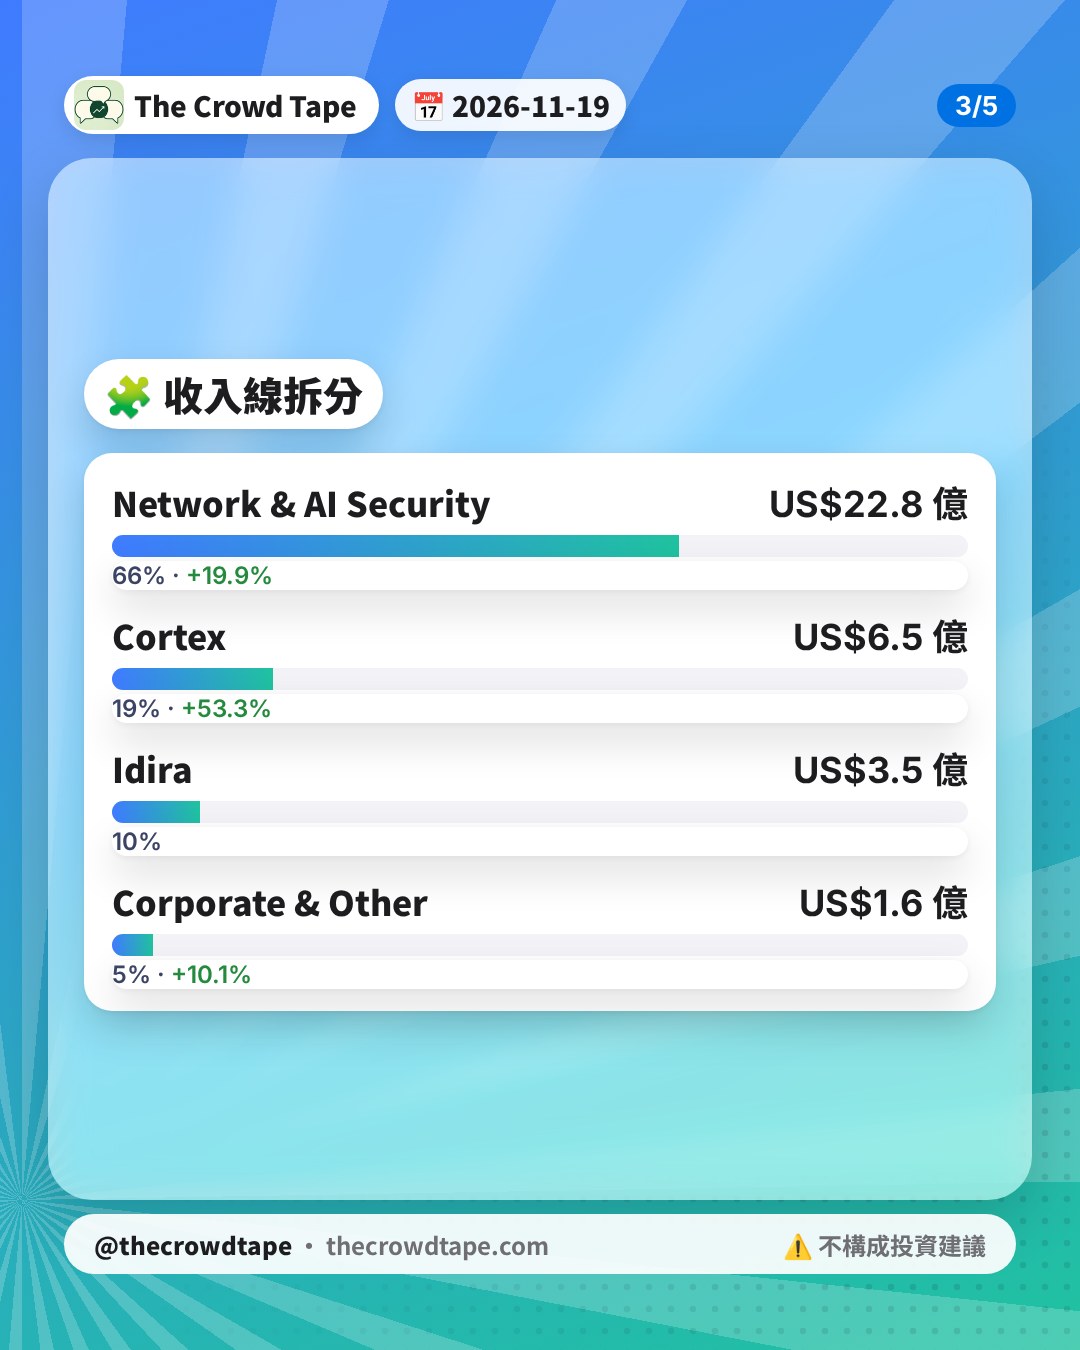 The Crowd Tape
July
2026-11-19
3/5
收入線拆分
Network & AI Security
US$22.8 億
66% · +19.9%
Cortex
US$6.5 億
19% · +53.3%
Idira
US$3.5 億
10%
Corporate & Other
US$1.6 億
5% · +10.1%
@thecrowdtape • thecrowdtape.com
不構成投資建議